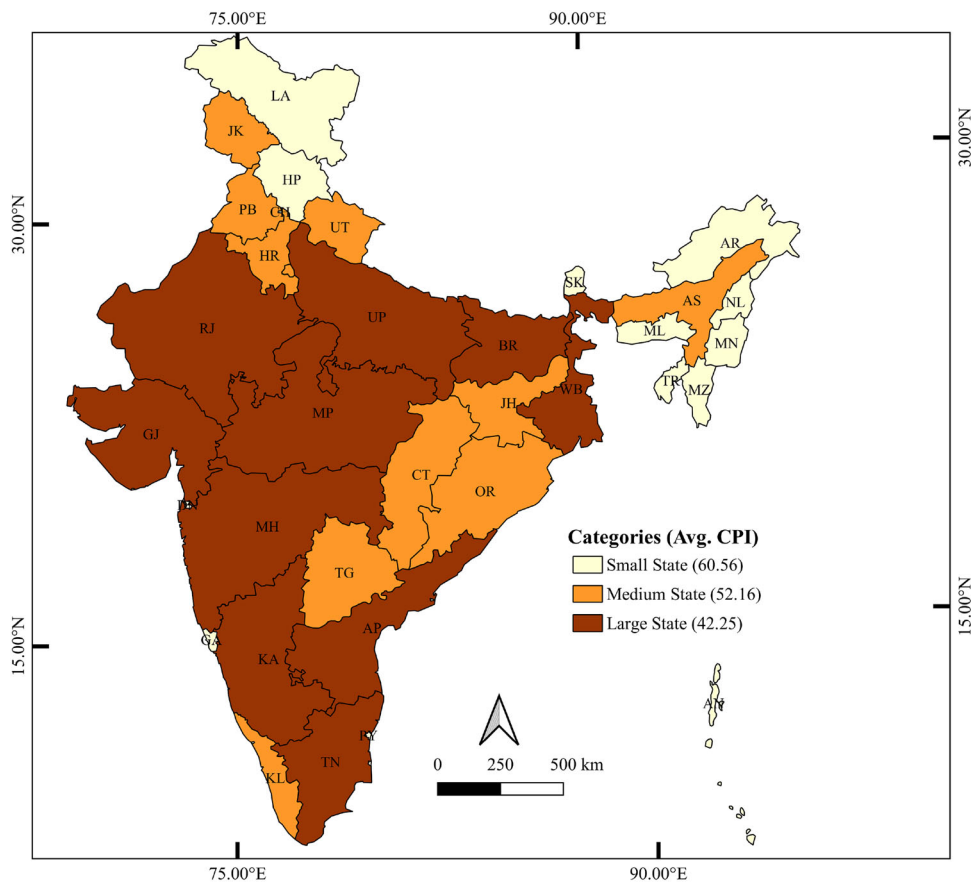 75.00°E
90.00°E
30.00°N
30.00°N
LA
JK
HP
PB
CH
UT
HR
AR
SK
AS
NL
ML
MN
RJ
UP
BR
TR
MZ
WB
MP
JH
GJ
CT
OR
DN
MH
TG
Categories (Avg. CPI)
Small State (60.56)
Medium State (52.16)
Large State (42.25)
15.00°N
15.00°N
GA
AP
KA
AN
PY
TN
KL
0 250 500 km
75.00°E
90.00°E